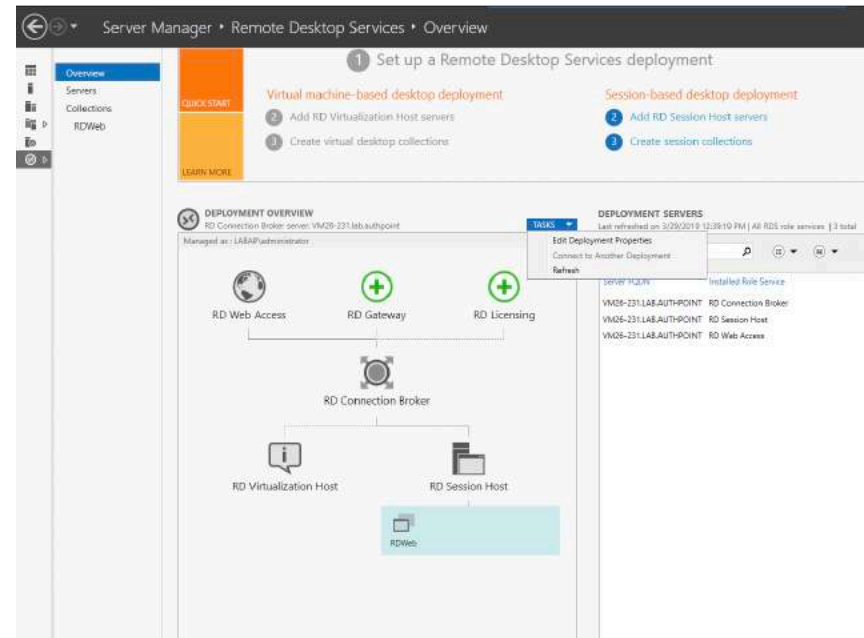 Server Manager • Remote Desktop Services • Overview
Overview
Servers
Collections
RDWeb
QUICK START
LEARN MORE
1 Set up a Remote Desktop Services deployment
Virtual machine-based desktop deployment
2 Add RD Virtualization Host servers
3 Create virtual desktop collections
Session-based desktop deployment
2 Add RD Session Host servers
3 Create session collections
DEPLOYMENT OVERVIEW
RD Connection Broker server: VM26-231.lab.authpoint
Managed as : LABAP\administrator
TASKS
Edit Deployment Properties
Connect to Another Deployment
Refresh
RD Web Access
RD Gateway
RD Licensing
RD Connection Broker
RD Virtualization Host
RD Session Host
RDWeb
DEPLOYMENT SERVERS
Last refreshed on 3/29/2019 12:39:10 PM | All RDS role services | 3 total
Server FQDN Installed Role Service
VM26-231.LAB.AUTHPOINT RD Connection Broker
VM26-231.LAB.AUTHPOINT RD Session Host
VM26-231.LAB.AUTHPOINT RD Web Access